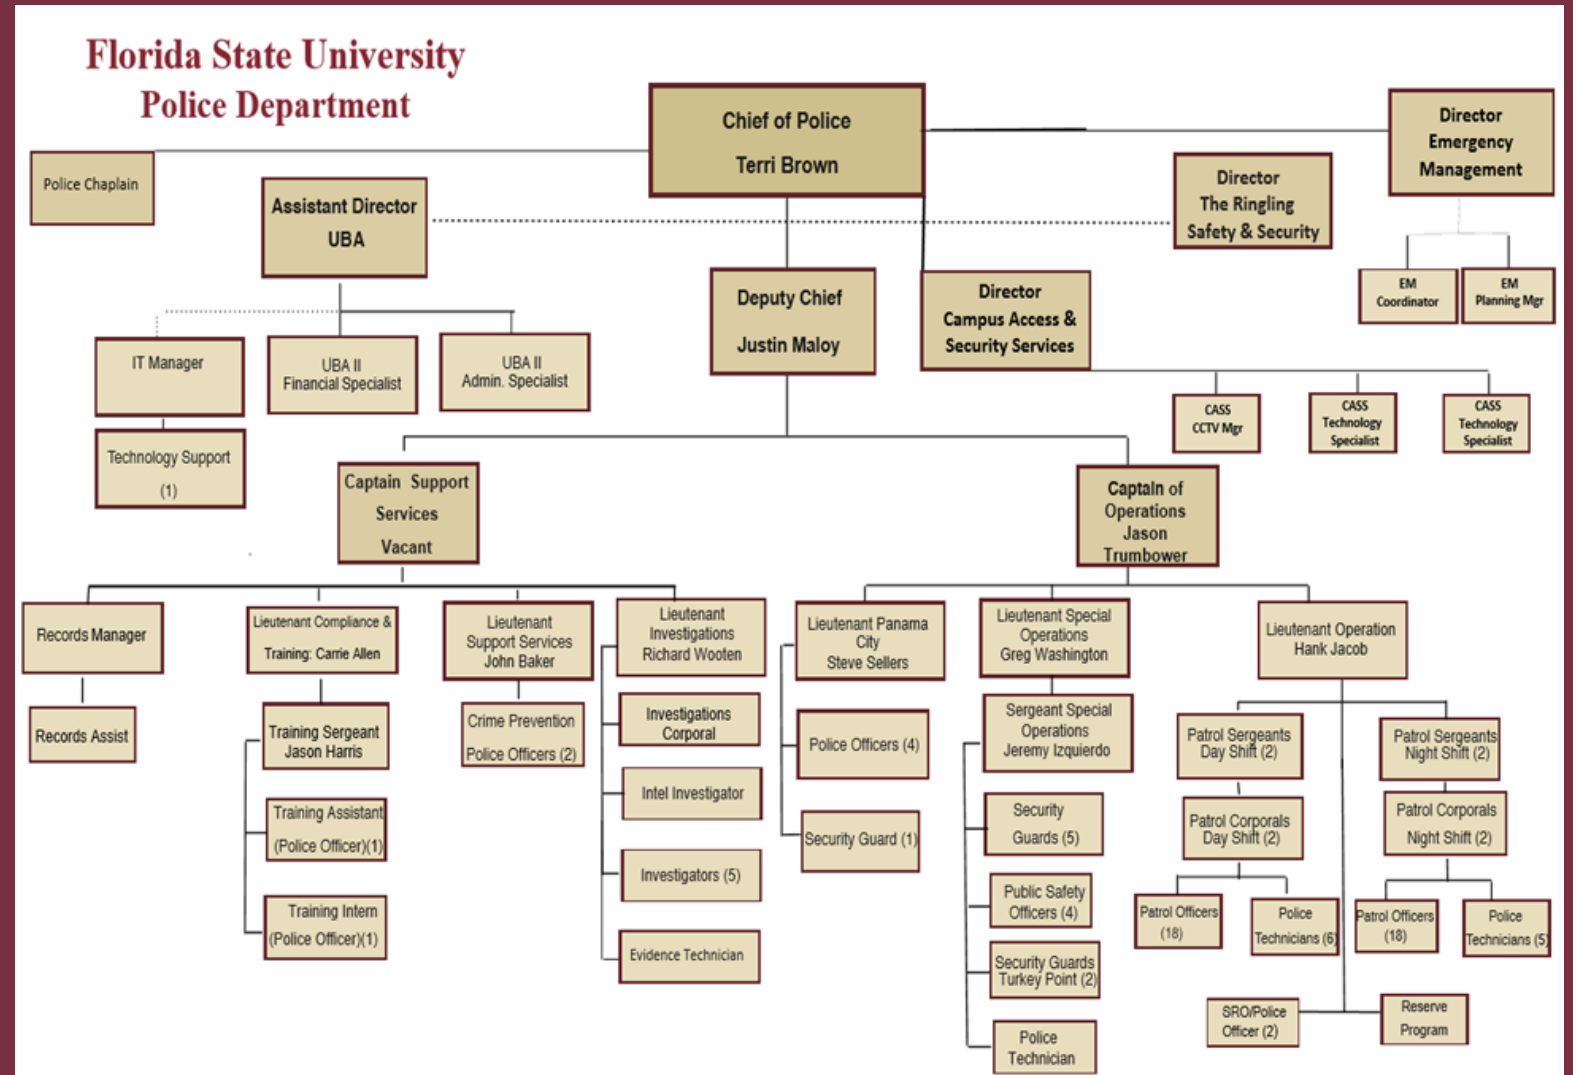 Florida State University
Police Department
Chief of Police
Terri Brown
Director
Emergency
Management
Police Chaplain
Assistant Director
UBA
Director
The Ringling
Safety & Security
EM
Coordinator
EM
Planning Mgr
Deputy Chief
Justin Maloy
Director
Campus Access &
Security Services
IT Manager
UBA II
Financial Specialist
UBA II
Admin. Specialist
CASS
CCTV Mgr
CASS
Technology
Specialist
CASS
Technology
Specialist
Technology Support
(1)
Captain Support
Services
Vacant
Captain of
Operations
Jason
Trumbower
Records Manager
Lieutenant Compliance &
Training: Carrie Allen
Lieutenant
Support Services
John Baker
Lieutenant
Investigations
Richard Wooten
Lieutenant Panama
City
Steve Sellers
Lieutenant Special
Operations
Greg Washington
Lieutenant Operation
Hank Jacob
Records Assist
Training Sergeant
Jason Harris
Crime Prevention
Police Officers (2)
Investigations
Corporal
Police Officers (4)
Sergeant Special
Operations
Jeremy Izquierdo
Patrol Sergeants
Day Shift (2)
Patrol Sergeants
Night Shift (2)
Training Assistant
(Police Officer)(1)
Intel Investigator
Security Guard (1)
Security
Guards (5)
Patrol Corporals
Day Shift (2)
Patrol Corporals
Night Shift (2)
Training Intern
(Police Officer)(1)
Investigators (5)
Public Safety
Officers (4)
Patrol Officers
(18)
Police
Technicians (6)
Patrol Officers
(18)
Police
Technicians (5)
Evidence Technician
Security Guards
Turkey Point (2)
SRO/Police
Officer (2)
Reserve
Program
Police
Technician